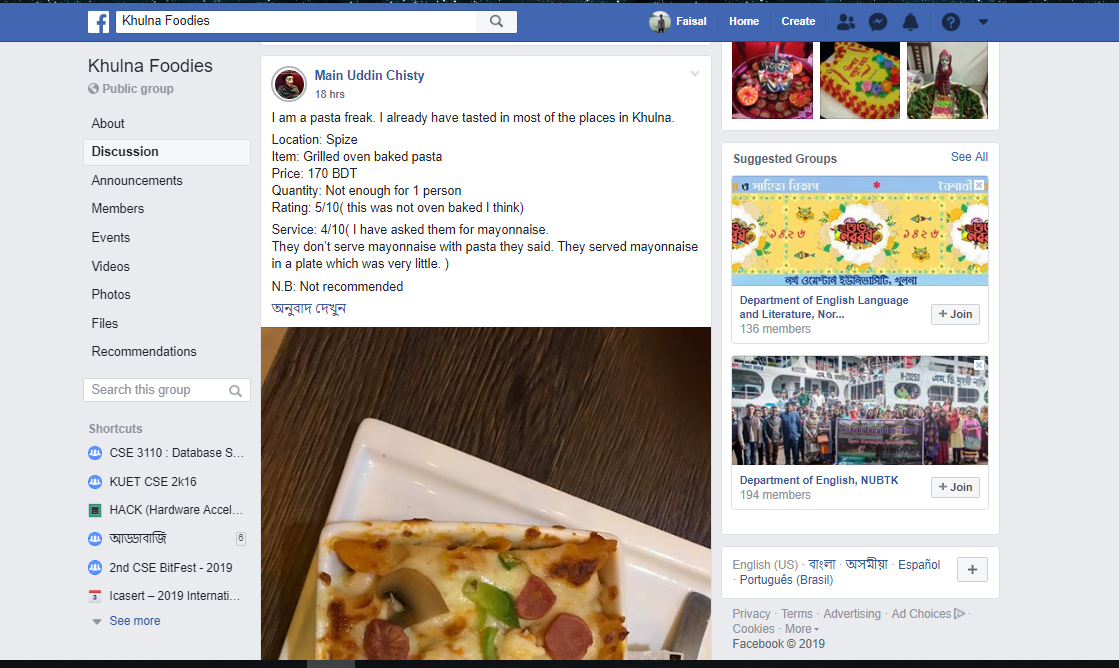 Khulna Foodies
Faisal
Home
Create
Khulna Foodies
Public group
About
Discussion
Announcements
Members
Events
Videos
Photos
Files
Recommendations
Search this group
Shortcuts
CSE 3110 : Database S...
KUET CSE 2k16
HACK (Hardware Accel...
আড্ডাবাজি
6
2nd CSE BitFest - 2019
Icasert – 2019 Internati...
See more
Main Uddin Chisty
18 hrs
I am a pasta freak. I already have tasted in most of the places in Khulna.
Location: Spize
Item: Grilled oven baked pasta
Price: 170 BDT
Quantity: Not enough for 1 person
Rating: 5/10( this was not oven baked I think)
Service: 4/10( I have asked them for mayonnaise.
They don’t serve mayonnaise with pasta they said. They served mayonnaise
in a plate which was very little. )
N.B: Not recommended
অনুবাদ দেখুন
Suggested Groups
See All
ও সাহিত্য বিভাগ
বৈশাখী
শুভ নববর্ষ
১৪২৬
১৪২৬
নর্থ ওয়েস্টার্ন ইউনিভার্সিটি, খুলনা
Department of English Language
and Literature, Nor...
136 members
+ Join
Department of English, NUBTK
194 members
+ Join
English (US) · বাংলা · অসমীয়া · Español
· Português (Brasil)
Privacy · Terms · Advertising · Ad Choices ·
Cookies · More
Facebook © 2019